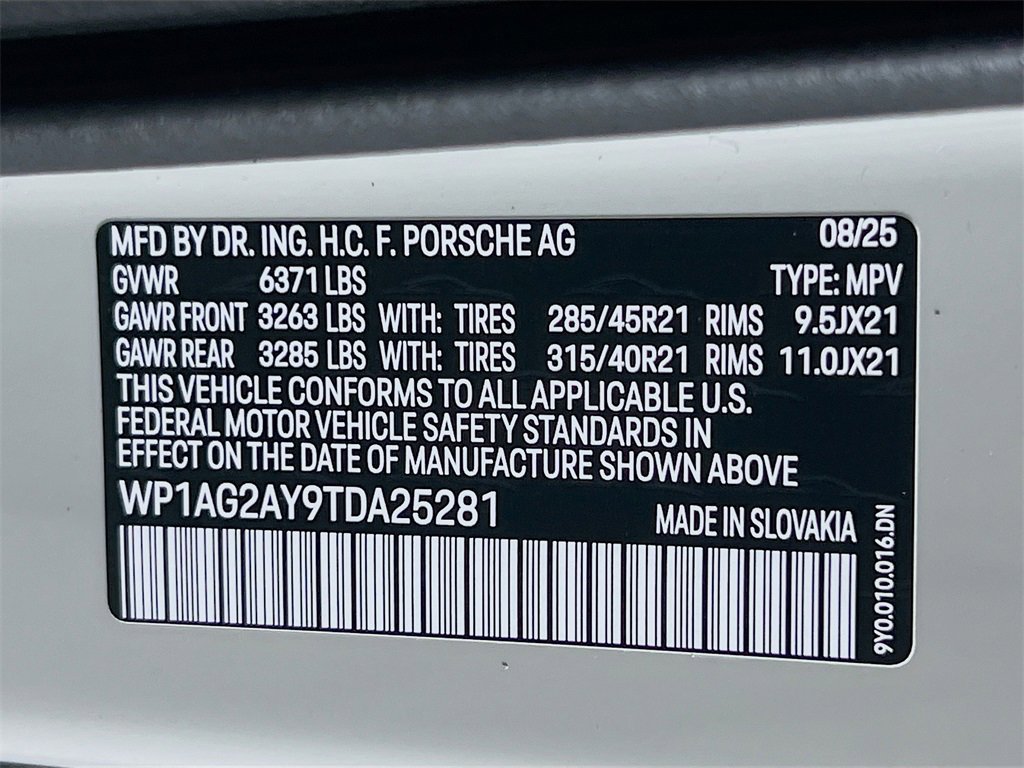 MFD BY DR. ING. H.C. F. PORSCHE AG 08/25
GVWR 6371 LBS TYPE: MPV
GAWR FRONT 3263 LBS WITH: TIRES 285/45R21 RIMS 9.5JX21
GAWR REAR 3285 LBS WITH: TIRES 315/40R21 RIMS 11.0JX21
THIS VEHICLE CONFORMS TO ALL APPLICABLE U.S.
FEDERAL MOTOR VEHICLE SAFETY STANDARDS IN
EFFECT ON THE DATE OF MANUFACTURE SHOWN ABOVE
WP1AG2AY9TDA25281 MADE IN SLOVAKIA
9Y0.010.016.DN